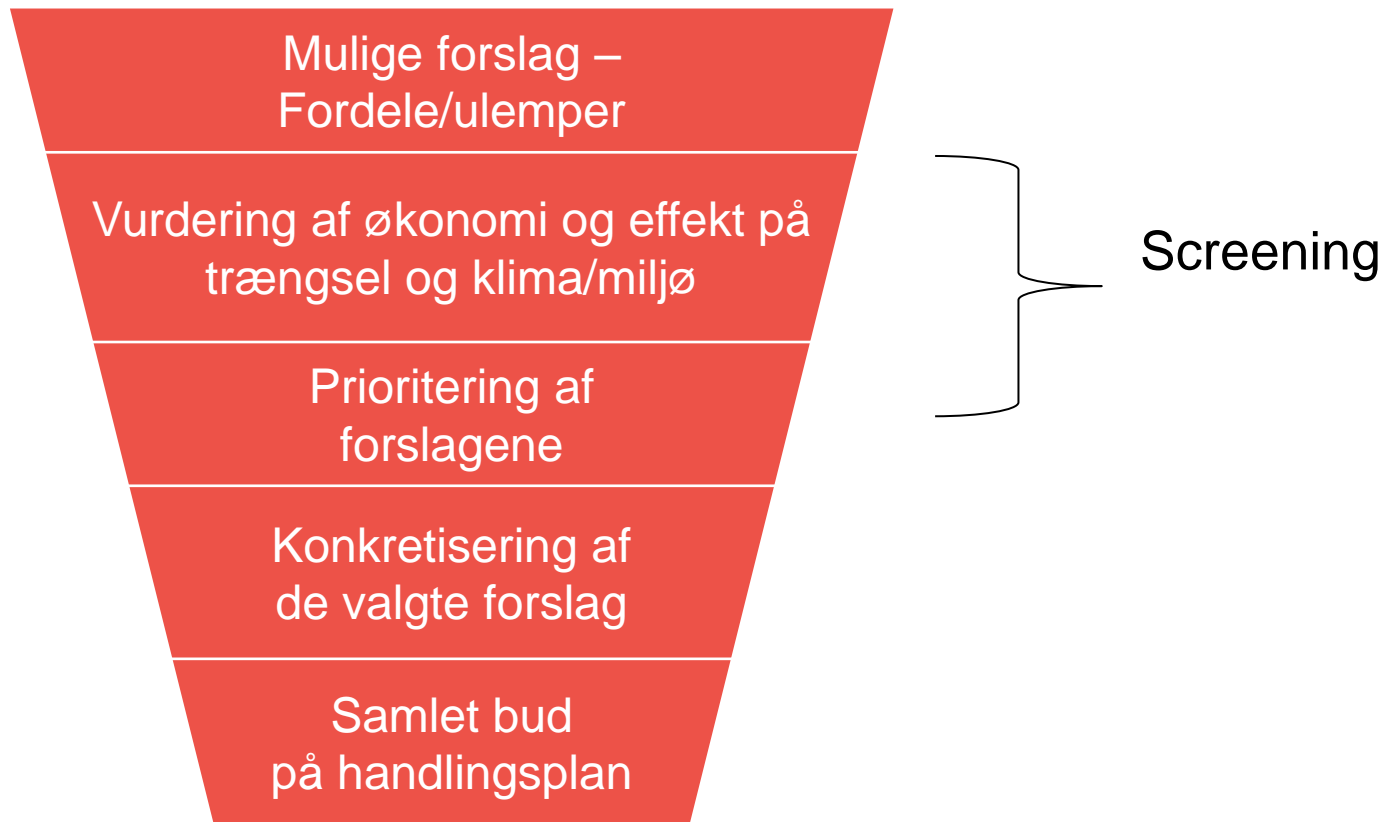 Mulige forslag –
Fordele/ulemper
Vurdering af økonomi og effekt på
trængsel og klima/miljø
Screening
Prioritering af
forslagene
Konkretisering af
de valgte forslag
Samlet bud
på handlingsplan